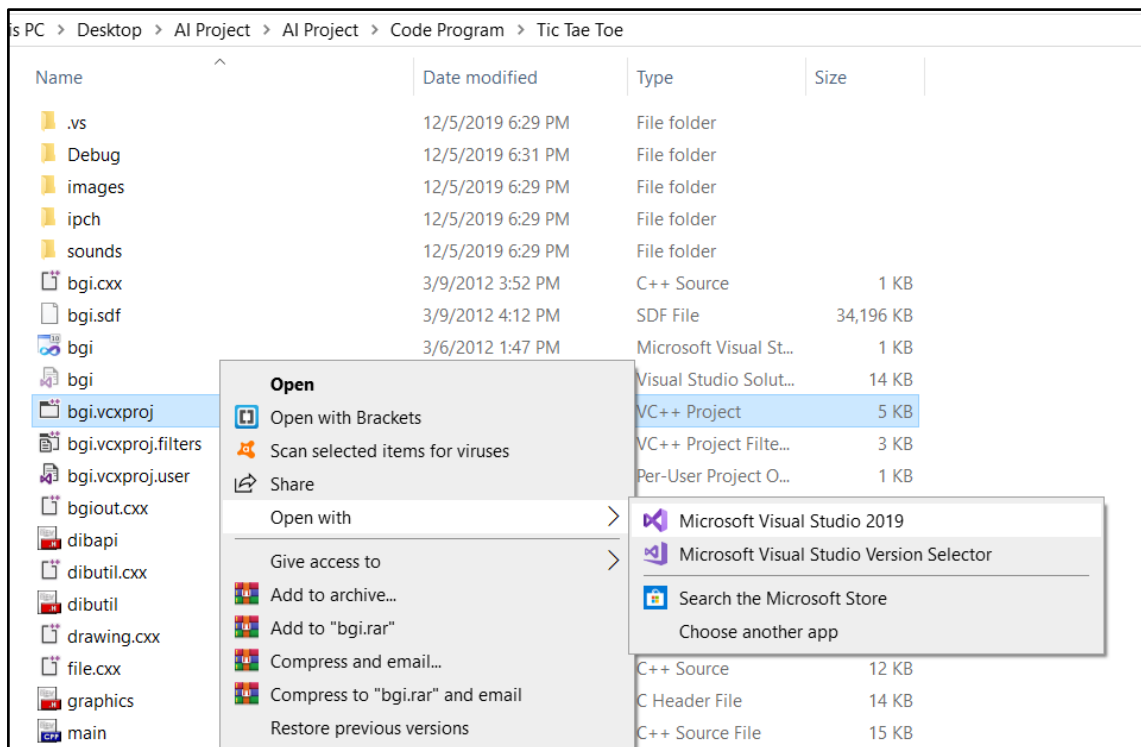 is PC > Desktop > AI Project > AI Project > Code Program > Tic Tae Toe
Name Date modified Type Size
.vs 12/5/2019 6:29 PM File folder
Debug 12/5/2019 6:31 PM File folder
images 12/5/2019 6:29 PM File folder
ipch 12/5/2019 6:29 PM File folder
sounds 12/5/2019 6:29 PM File folder
bgi.cxx 3/9/2012 3:52 PM C++ Source 1 KB
bgi.sdf 3/9/2012 4:12 PM SDF File 34,196 KB
bgi 3/6/2012 1:47 PM Microsoft Visual St... 1 KB
bgi Visual Studio Solut... 14 KB
bgi.vcxproj VC++ Project 5 KB
bgi.vcxproj.filters VC++ Project Filte... 3 KB
bgi.vcxproj.user Per-User Project O... 1 KB
bgiout.cxx
dibapi
dibutil.cxx
dibutil
drawing.cxx
file.cxx C++ Source 12 KB
graphics C Header File 14 KB
main C++ Source File 15 KB
Open
Open with Brackets
Scan selected items for viruses
Share
Open with
Give access to
Add to archive...
Add to "bgi.rar"
Compress and email...
Compress to "bgi.rar" and email
Restore previous versions
Microsoft Visual Studio 2019
Microsoft Visual Studio Version Selector
Search the Microsoft Store
Choose another app